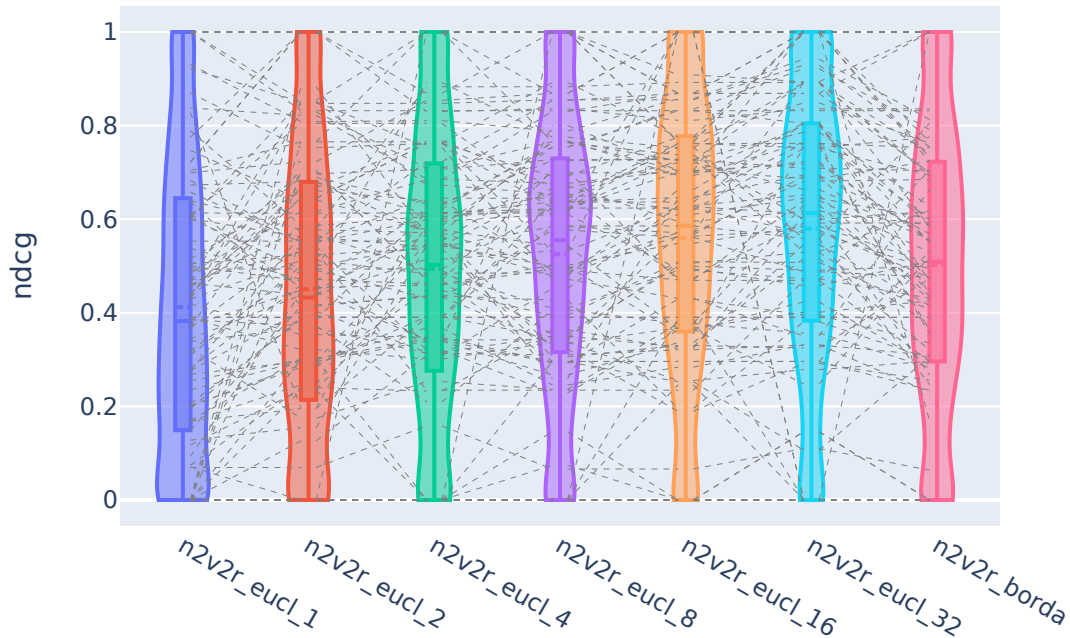 ndcg
1
0.8
0.6
0.4
0.2
0
n2v2r_eucl_1
n2v2r_eucl_2
n2v2r_eucl_4
n2v2r_eucl_8
n2v2r_eucl_16
n2v2r_eucl_32
n2v2r_borda